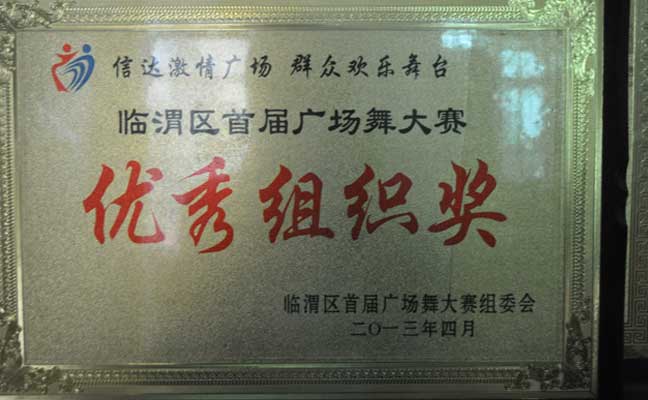 信达激情广场 群众欢乐舞台
临渭区首届广场舞大赛
优秀组织奖
临渭区首届广场舞大赛组委会
二〇一三年四月